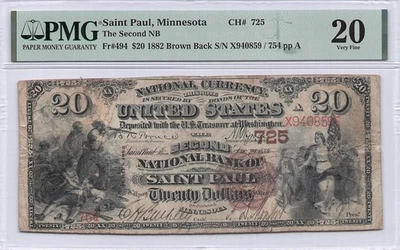 PMG
PAPER MONEY GUARANTY
Saint Paul, Minnesota CH# 725
The Second NB
Fr#494 $20 1882 Brown Back S/N X940859 / 754 pp A
20
Very Fine
NATIONAL CURRENCY
20 UNITED STATES A 20
Deposited with the U.S. Treasurer at Washington
X940859
725
SECOND
NATIONAL BANK OF
SAINT PAUL
Twenty Dollars
MINNESOTA